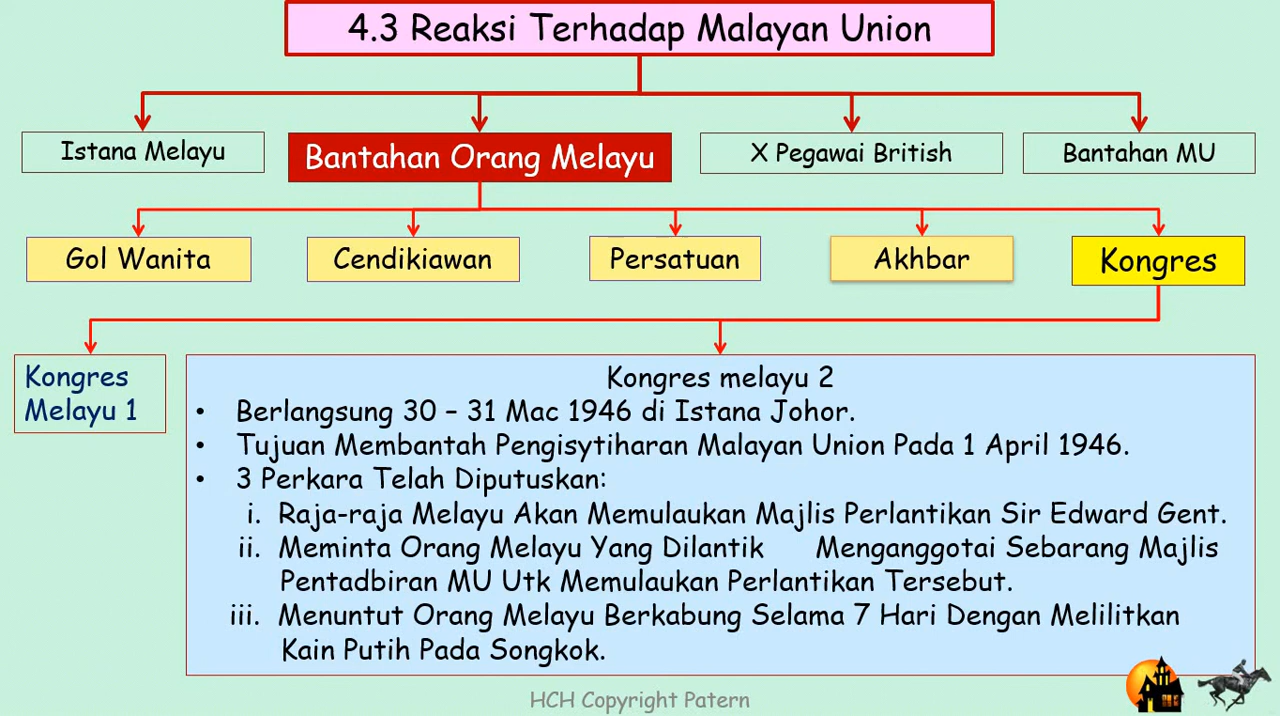 4.3 Reaksi Terhadap Malayan Union
Istana Melayu
Bantahan Orang Melayu
X Pegawai British
Bantahan MU
Gol Wanita
Cendikiawan
Persatuan
Akhbar
Kongres
Kongres
Melayu 1
Kongres melayu 2
• Berlangsung 30 – 31 Mac 1946 di Istana Johor.
• Tujuan Membantah Pengisytiharan Malayan Union Pada 1 April 1946.
• 3 Perkara Telah Diputuskan:
i. Raja-raja Melayu Akan Memulaukan Majlis Perlantikan Sir Edward Gent.
ii. Meminta Orang Melayu Yang Dilantik Menganggotai Sebarang Majlis
Pentadbiran MU Utk Memulaukan Perlantikan Tersebut.
iii. Menuntut Orang Melayu Berkabung Selama 7 Hari Dengan Melilitkan
Kain Putih Pada Songkok.
HCH Copyright Patern